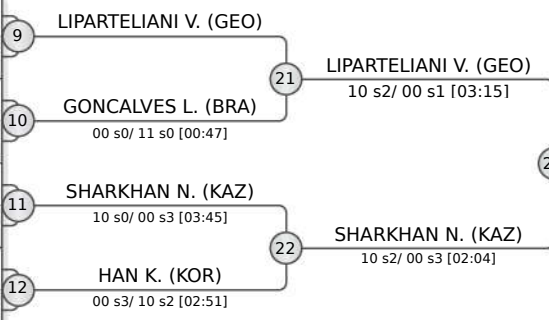 LIPARTELIANI V. (GEO)
9
21
LIPARTELIANI V. (GEO)
10 s2/ 00 s1 [03:15]
GONCALVES L. (BRA)
10
00 s0/ 11 s0 [00:47]
SHARKHAN N. (KAZ)
11
10 s0/ 00 s3 [03:45]
22
SHARKHAN N. (KAZ)
10 s2/ 00 s3 [02:04]
HAN K. (KOR)
12
00 s3/ 10 s2 [02:51]